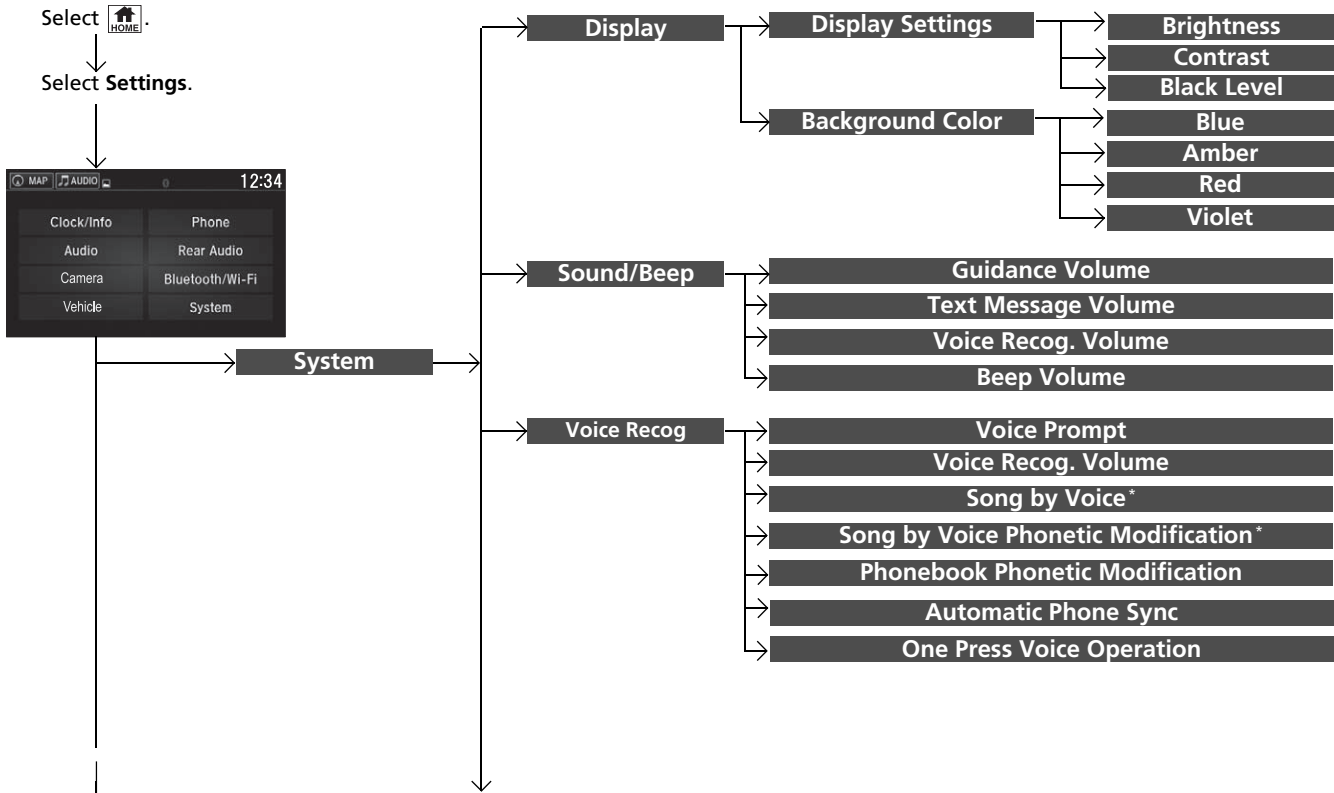 Select HOME .
Select Settings.
MAP AUDIO 12:34
Clock/Info Phone
Audio Rear Audio
Camera Bluetooth/Wi-Fi
Vehicle System
System
Display
Display Settings
Brightness
Contrast
Black Level
Background Color
Blue
Amber
Red
Violet
Sound/Beep
Guidance Volume
Text Message Volume
Voice Recog. Volume
Beep Volume
Voice Recog
Voice Prompt
Voice Recog. Volume
Song by Voice*
Song by Voice Phonetic Modification*
Phonebook Phonetic Modification
Automatic Phone Sync
One Press Voice Operation